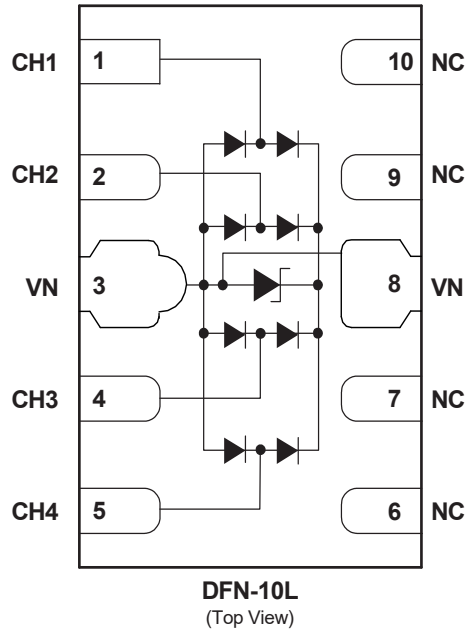 CH1 1 10 NC
CH2 2 9 NC
VN 3 8 VN
CH3 4 7 NC
CH4 5 6 NC
DFN-10L
(Top View)